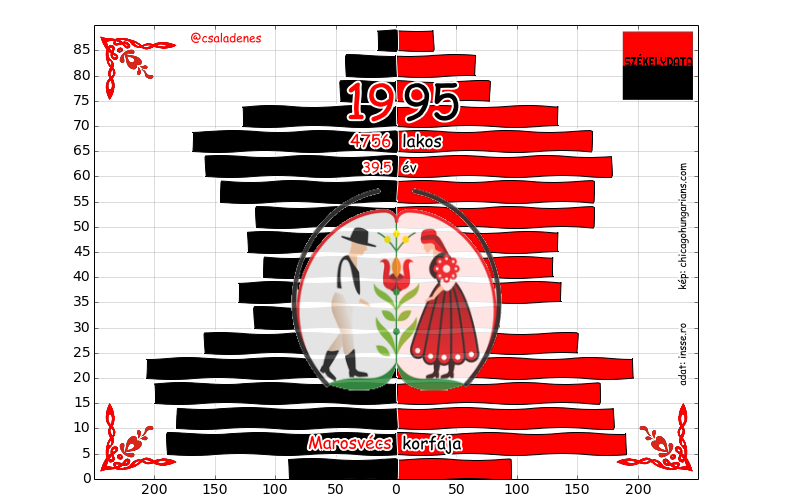 @csaladenes
SZÉKELYDATA
1995
4756 lakos
39.5 év
kép: chicagohungarians.com
adat: insse.ro
Marosvécs korfája
85
80
75
70
65
60
55
50
45
40
35
30
25
20
15
10
5
0
200 150 100 50 0 50 100 150 200